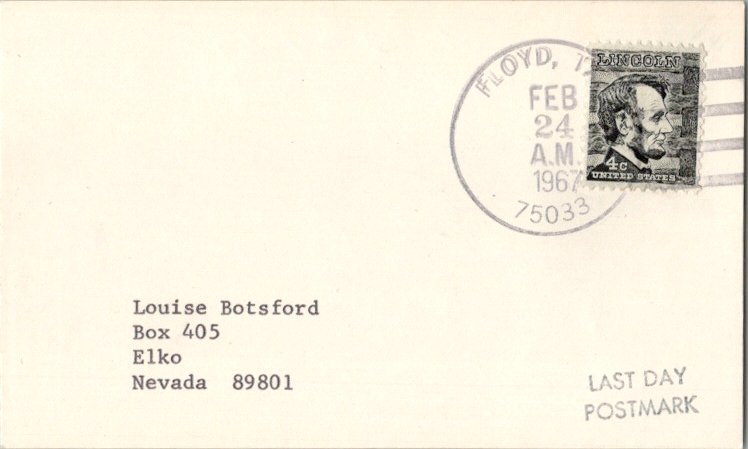 FLOYD,
FEB
24
A.M.
1967
75033
LINCOLN
4c
UNITED STATES
Louise Botsford
Box 405
Elko
Nevada 89801
LAST DAY
POSTMARK